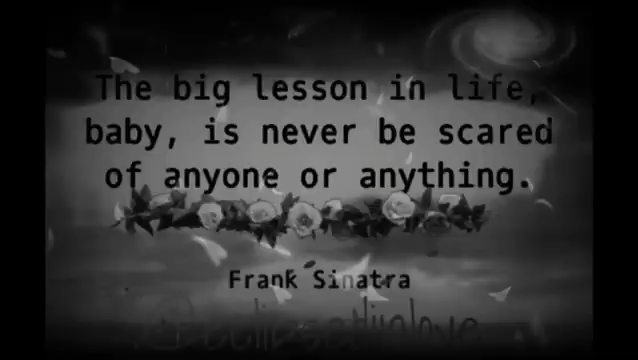 The big lesson in life,
baby, is never be scared
of anyone or anything.
Frank Sinatra